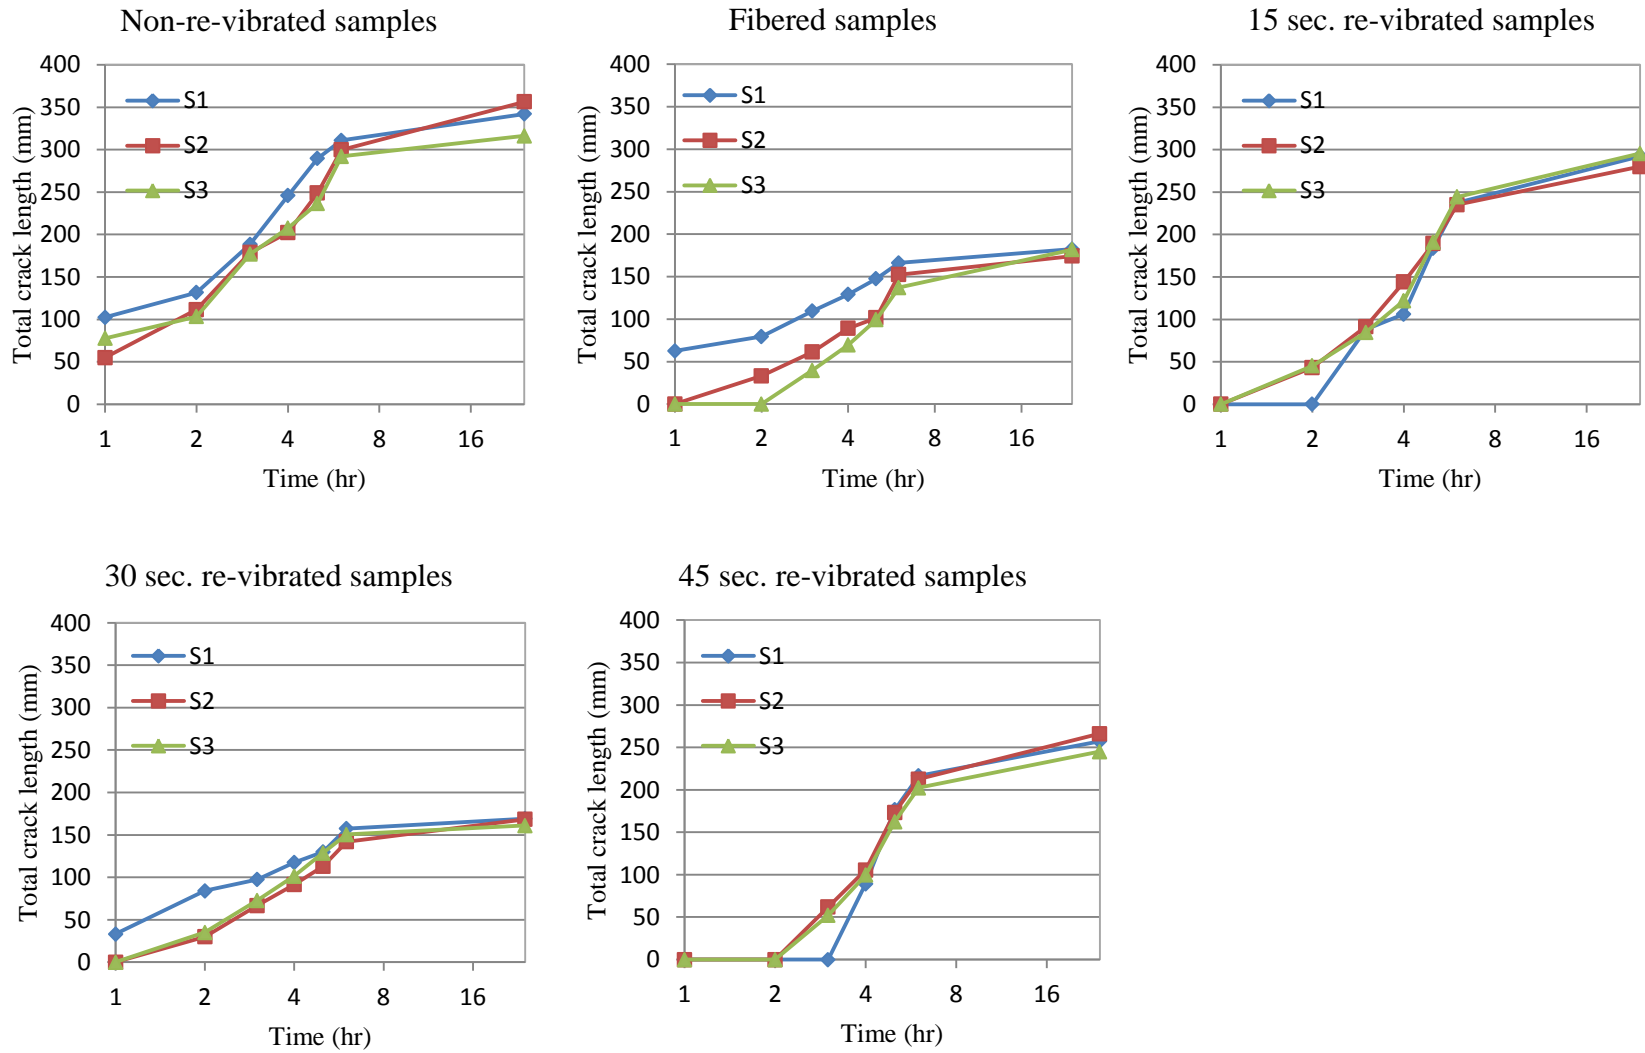 Non-re-vibrated samples
Total crack length (mm)
400
350
300
250
200
150
100
50
0
S1
S2
S3
1 2 4 8 16
Time (hr)
Fibered samples
Total crack length (mm)
400
350
300
250
200
150
100
50
0
S1
S2
S3
1 2 4 8 16
Time (hr)
15 sec. re-vibrated samples
Total crack length (mm)
400
350
300
250
200
150
100
50
0
S1
S2
S3
1 2 4 8 16
Time (hr)
30 sec. re-vibrated samples
Total crack length (mm)
400
350
300
250
200
150
100
50
0
S1
S2
S3
1 2 4 8 16
Time (hr)
45 sec. re-vibrated samples
Total crack length (mm)
400
350
300
250
200
150
100
50
0
S1
S2
S3
1 2 4 8 16
Time (hr)